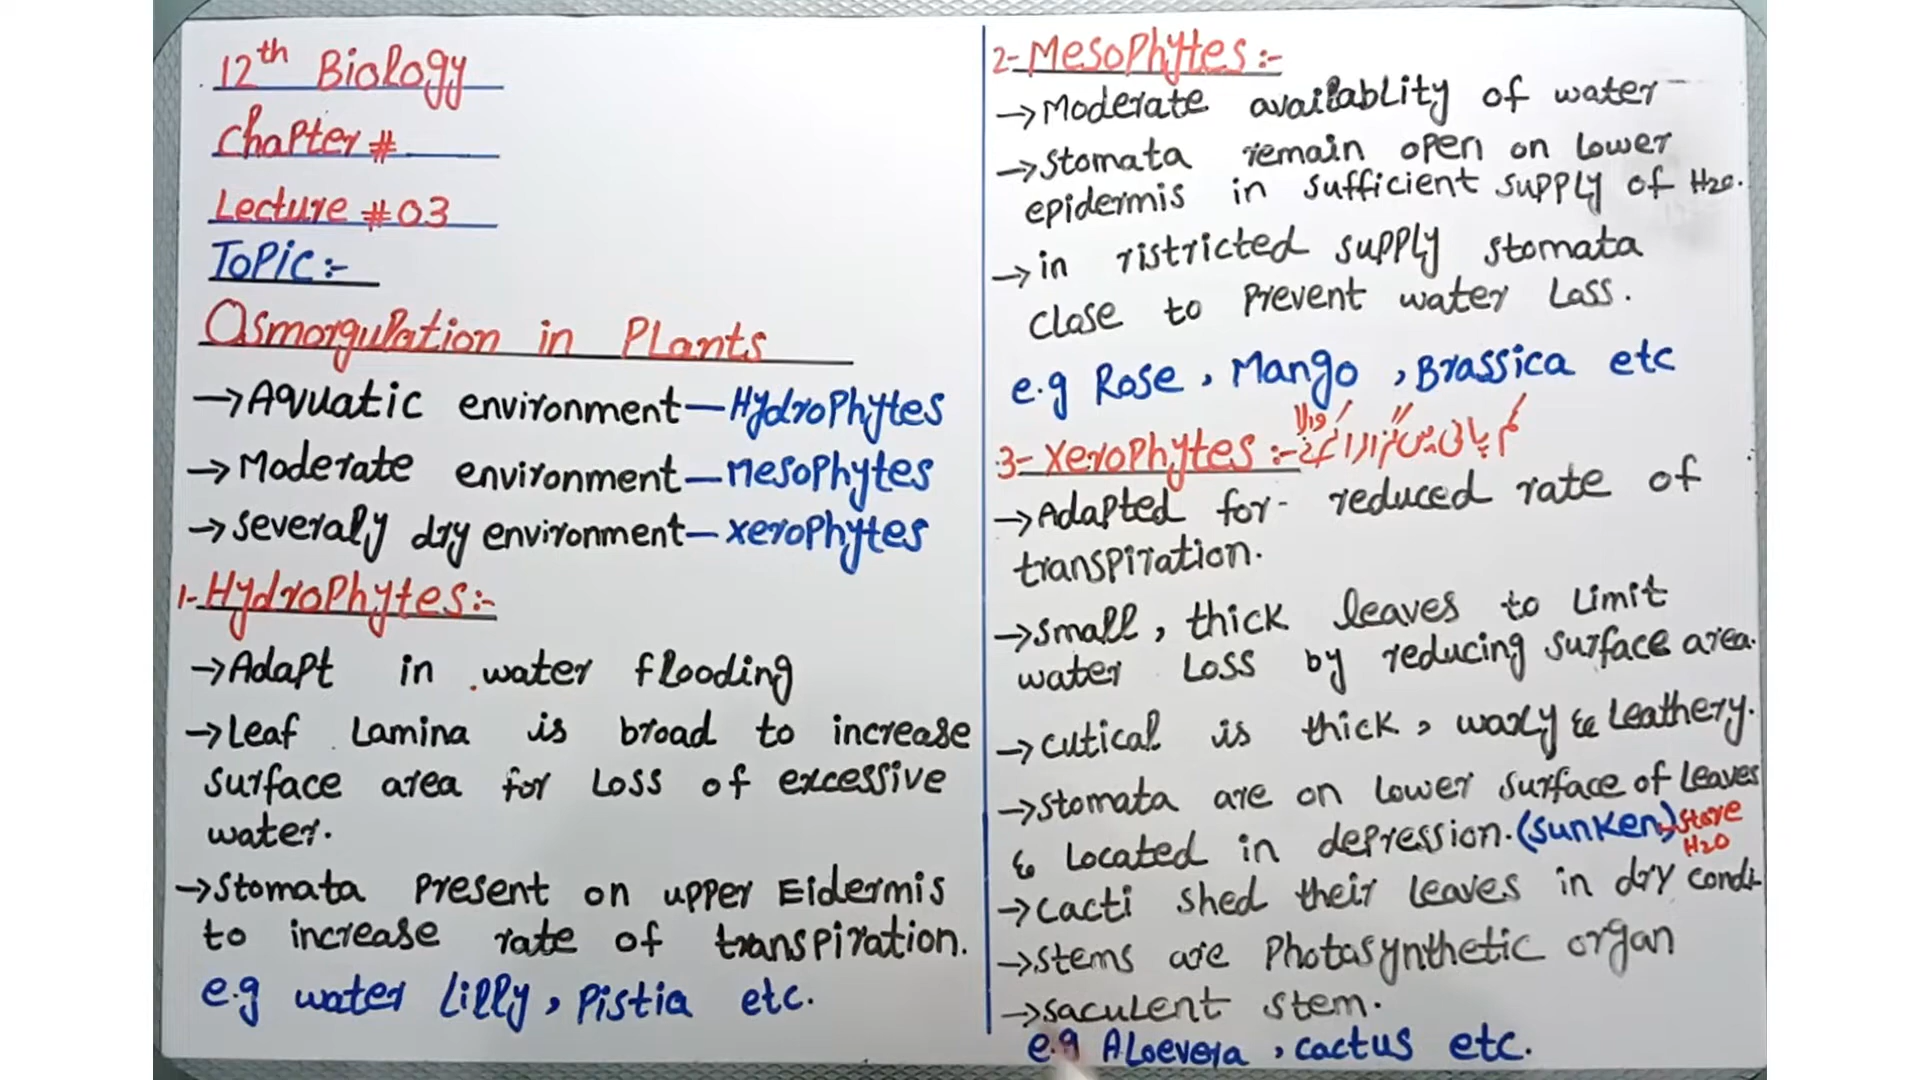 12th Biology
Chapter #
Lecture #03
Topic:-
Osmorgulation in Plants
→Aquatic environment—Hydrophytes
→Moderate environment—Mesophytes
→severaly dry environment—xerophytes
1-Hydrophytes:-
→Adapt in water flooding
→Leaf Lamina is broad to increase
surface area for Loss of excessive
water.
→Stomata Present on upper Eidermis
to increase rate of transpiration.
e.g water Lilly, Pistia etc.
2-Mesophytes:-
→Moderate availablity of water
→Stomata remain open on Lower
epidermis in sufficient supply of H2O.
→in ristricted supply stomata
close to Prevent water Loss.
e.g Rose, Mango, Brassica etc
3-Xerophytes:-
→Adapted for reduced rate of
transpiration.
→small, thick leaves to Limit
water Loss by reducing surface area.
→cutical is thick, waxly & Leathery.
→stomata are on Lower surface of Leaves
& Located in depression. (sunken)→store
H2O
→cacti shed their leaves in dry condi
→stems are Photasynthetic organ
→saculent stem.
e.g ALoevera, cactus etc.